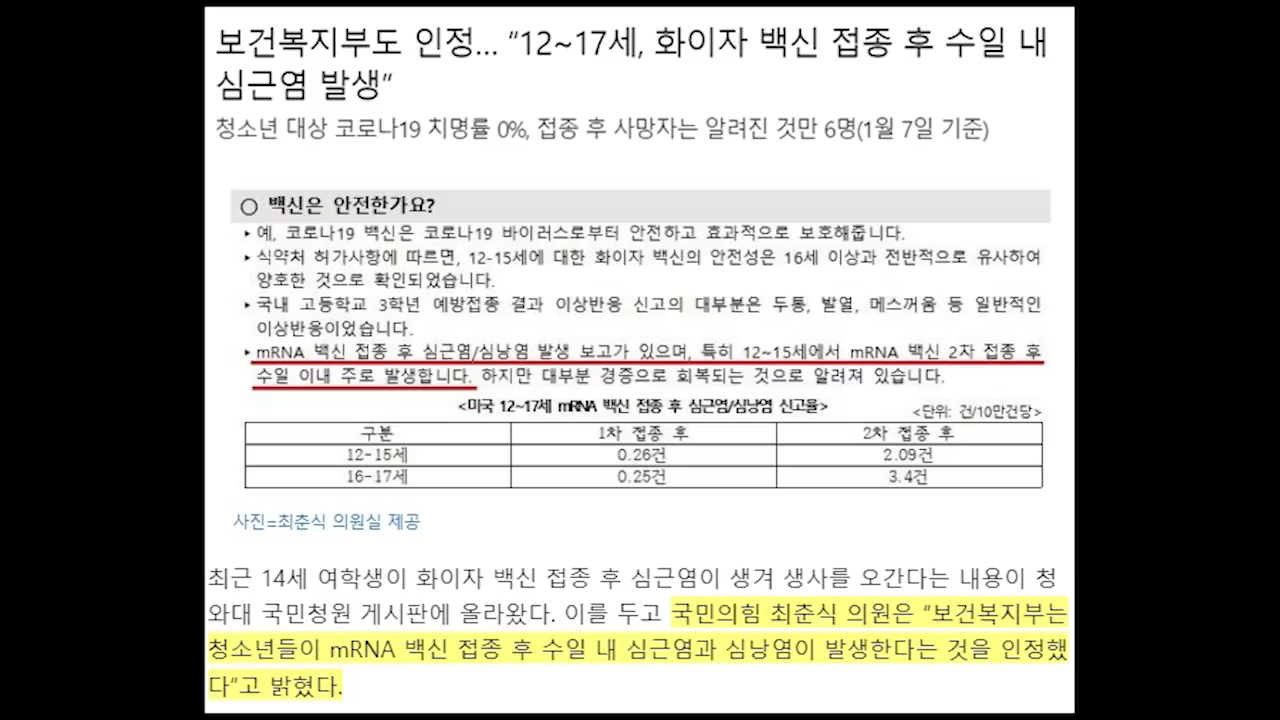 보건복지부도 인정... "12~17세, 화이자 백신 접종 후 수일 내
심근염 발생"
청소년 대상 코로나19 치명률 0%, 접종 후 사망자는 알려진 것만 6명(1월 7일 기준)
○ 백신은 안전한가요?
▸ 예, 코로나19 백신은 코로나19 바이러스로부터 안전하고 효과적으로 보호해줍니다.
▸ 식약처 허가사항에 따르면, 12-15세에 대한 화이자 백신의 안전성은 16세 이상과 전반적으로 유사하여
양호한 것으로 확인되었습니다.
▸ 국내 고등학교 3학년 예방접종 결과 이상반응 신고의 대부분은 두통, 발열, 메스꺼움 등 일반적인
이상반응이었습니다.
▸ mRNA 백신 접종 후 심근염/심낭염 발생 보고가 있으며, 특히 12~15세에서 mRNA 백신 2차 접종 후
수일 이내 주로 발생합니다. 하지만 대부분 경증으로 회복되는 것으로 알려져 있습니다.
<미국 12~17세 mRNA 백신 접종 후 심근염/심낭염 신고율> <단위: 건/10만건당>
구분 1차 접종 후 2차 접종 후
12-15세 0.26건 2.09건
16-17세 0.25건 3.4건
사진=최춘식 의원실 제공
최근 14세 여학생이 화이자 백신 접종 후 심근염이 생겨 생사를 오간다는 내용이 청
와대 국민청원 게시판에 올라왔다. 이를 두고 국민의힘 최춘식 의원은 "보건복지부는
청소년들이 mRNA 백신 접종 후 수일 내 심근염과 심낭염이 발생한다는 것을 인정했
다"고 밝혔다.